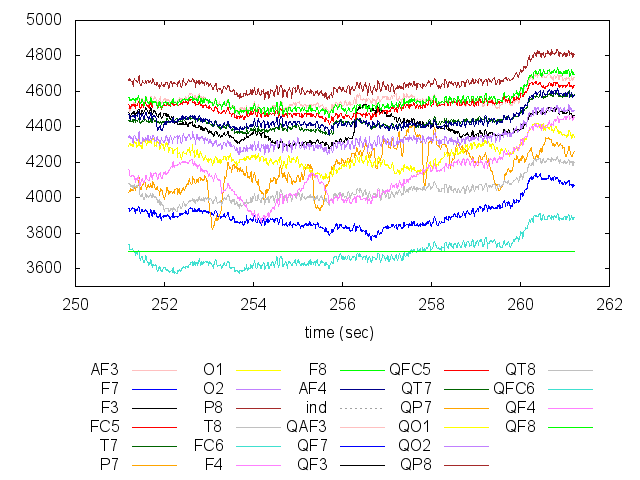 5000
4800
4600
4400
4200
4000
3800
3600
250 252 254 256 258 260 262
time (sec)
AF3 O1 F8 QFC5 QT8
F7 O2 AF4 QT7 QFC6
F3 P8 ind QP7 QF4
FC5 T8 QAF3 QO1 QF8
T7 FC6 QF7 QO2
P7 F4 QF3 QP8